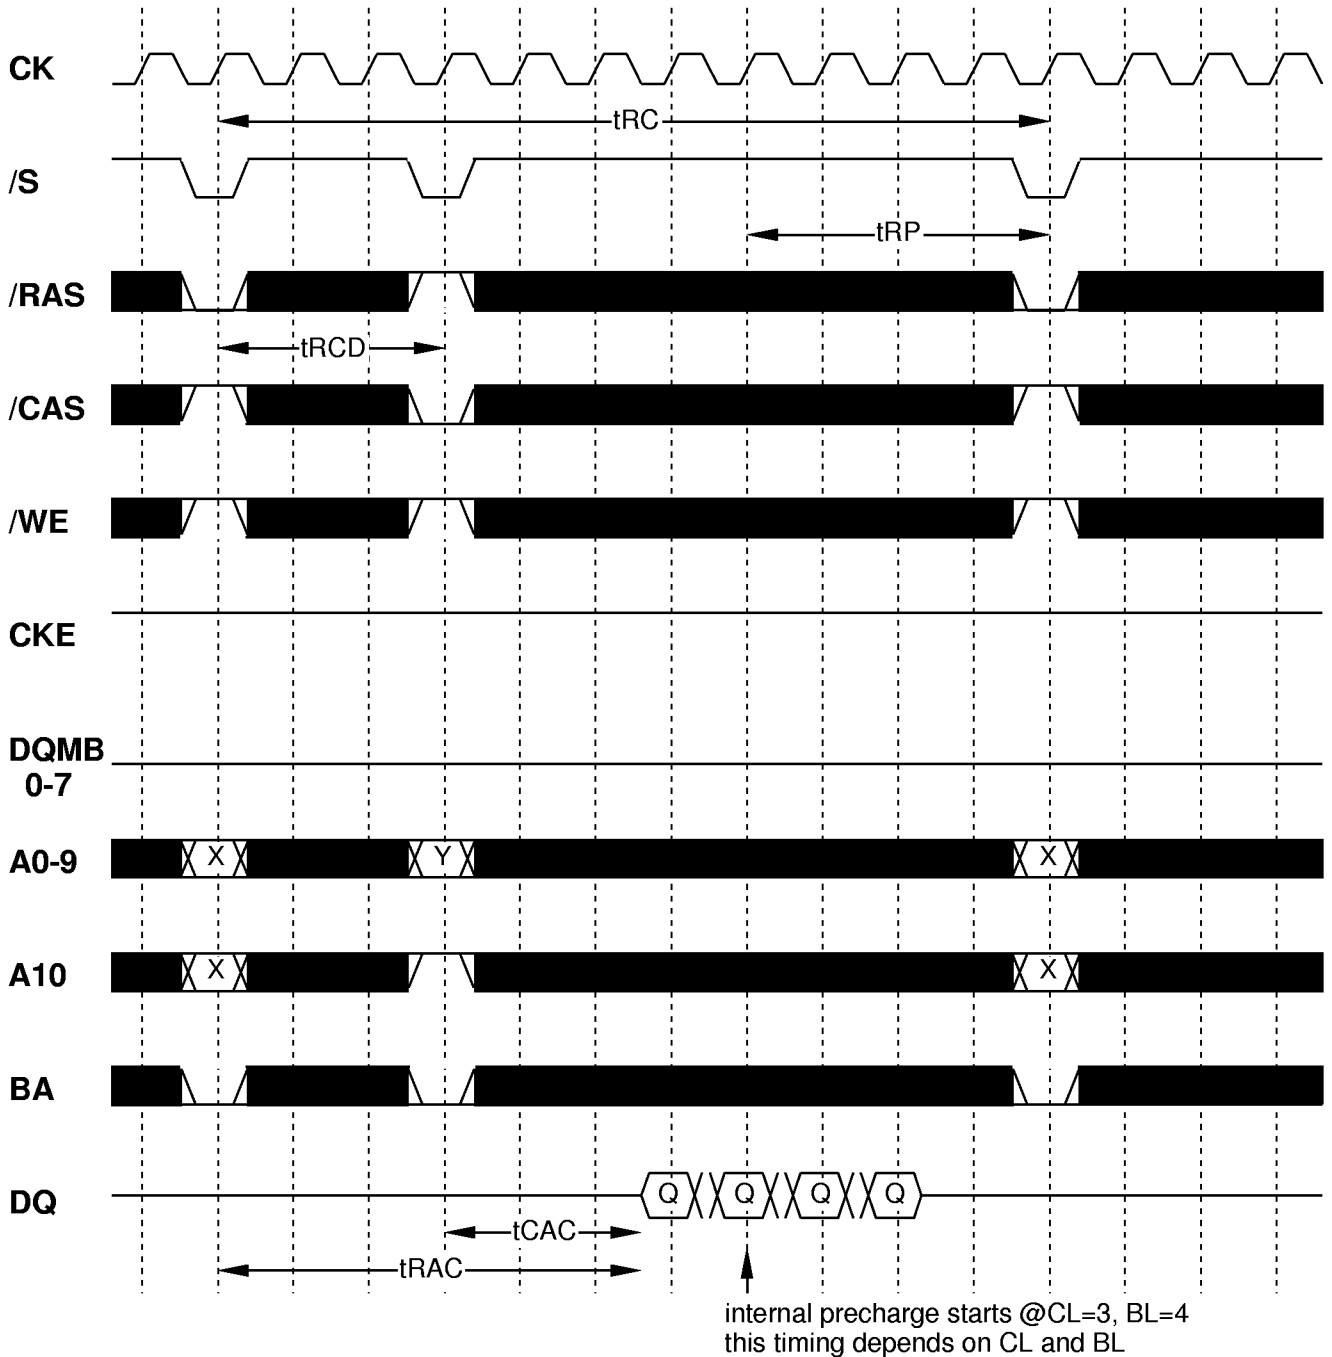 CK
tRC
/S
tRP
/RAS
tRCD
/CAS
/WE
CKE
DQMB
0-7
A0-9 X Y X
A10 X X
BA
DQ Q Q Q Q
tCAC
tRAC
internal precharge starts @CL=3, BL=4
this timing depends on CL and BL